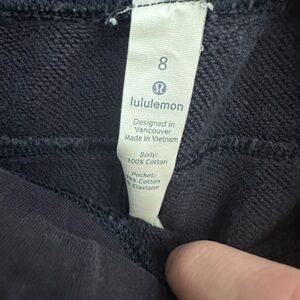 8
lululemon
Designed in
Vancouver
Made in Vietnam
Body:
100% Cotton
Pocket:
Cotton
Elastane